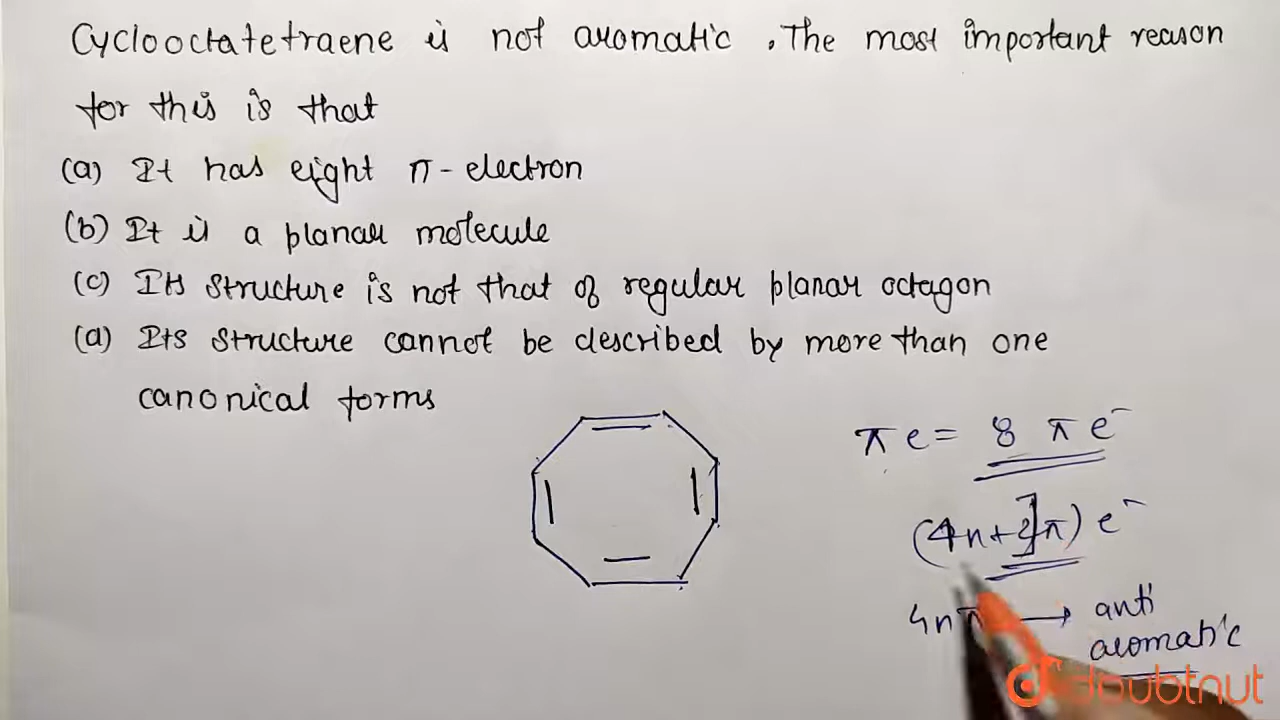 Cyclooctatetraene is not aromatic. The most important reason
for this is that
(a) It has eight π-electron
(b) It is a planar molecule
(c) Its structure is not that of regular planar octagon
(d) Its structure cannot be described by more than one
canonical forms
π e = 8 π e⁻
(4n+2]π) e⁻
4nπ → anti
aromatic
doubtnut